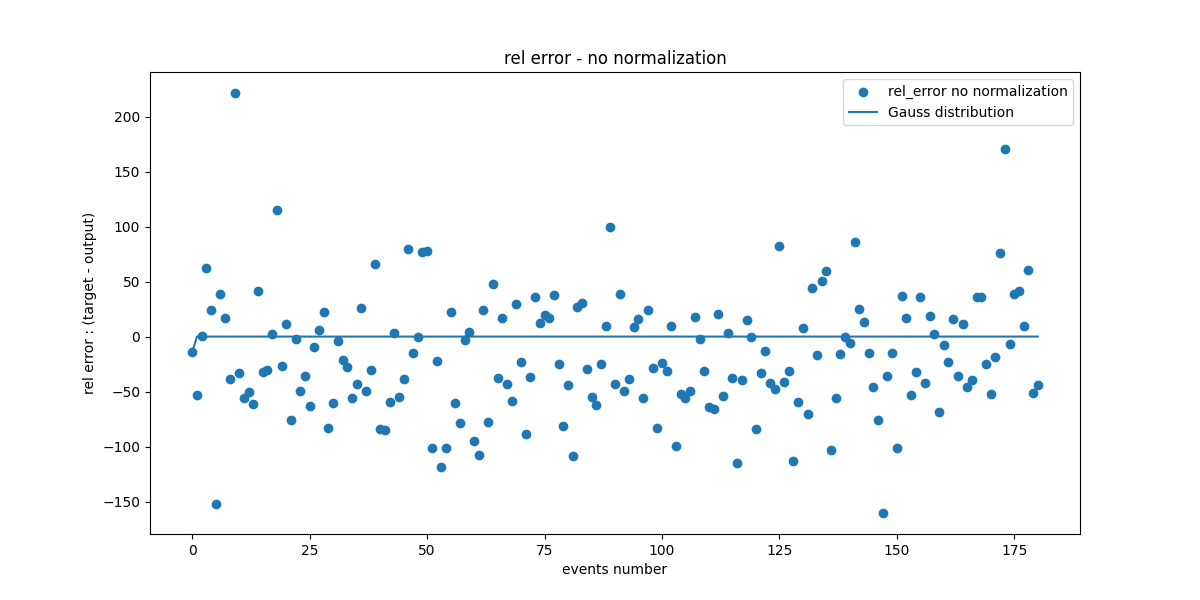 rel error - no normalization
rel_error no normalization
Gauss distribution
rel error : (target - output)
200
150
100
50
0
−50
−100
−150
0 25 50 75 100 125 150 175
events number